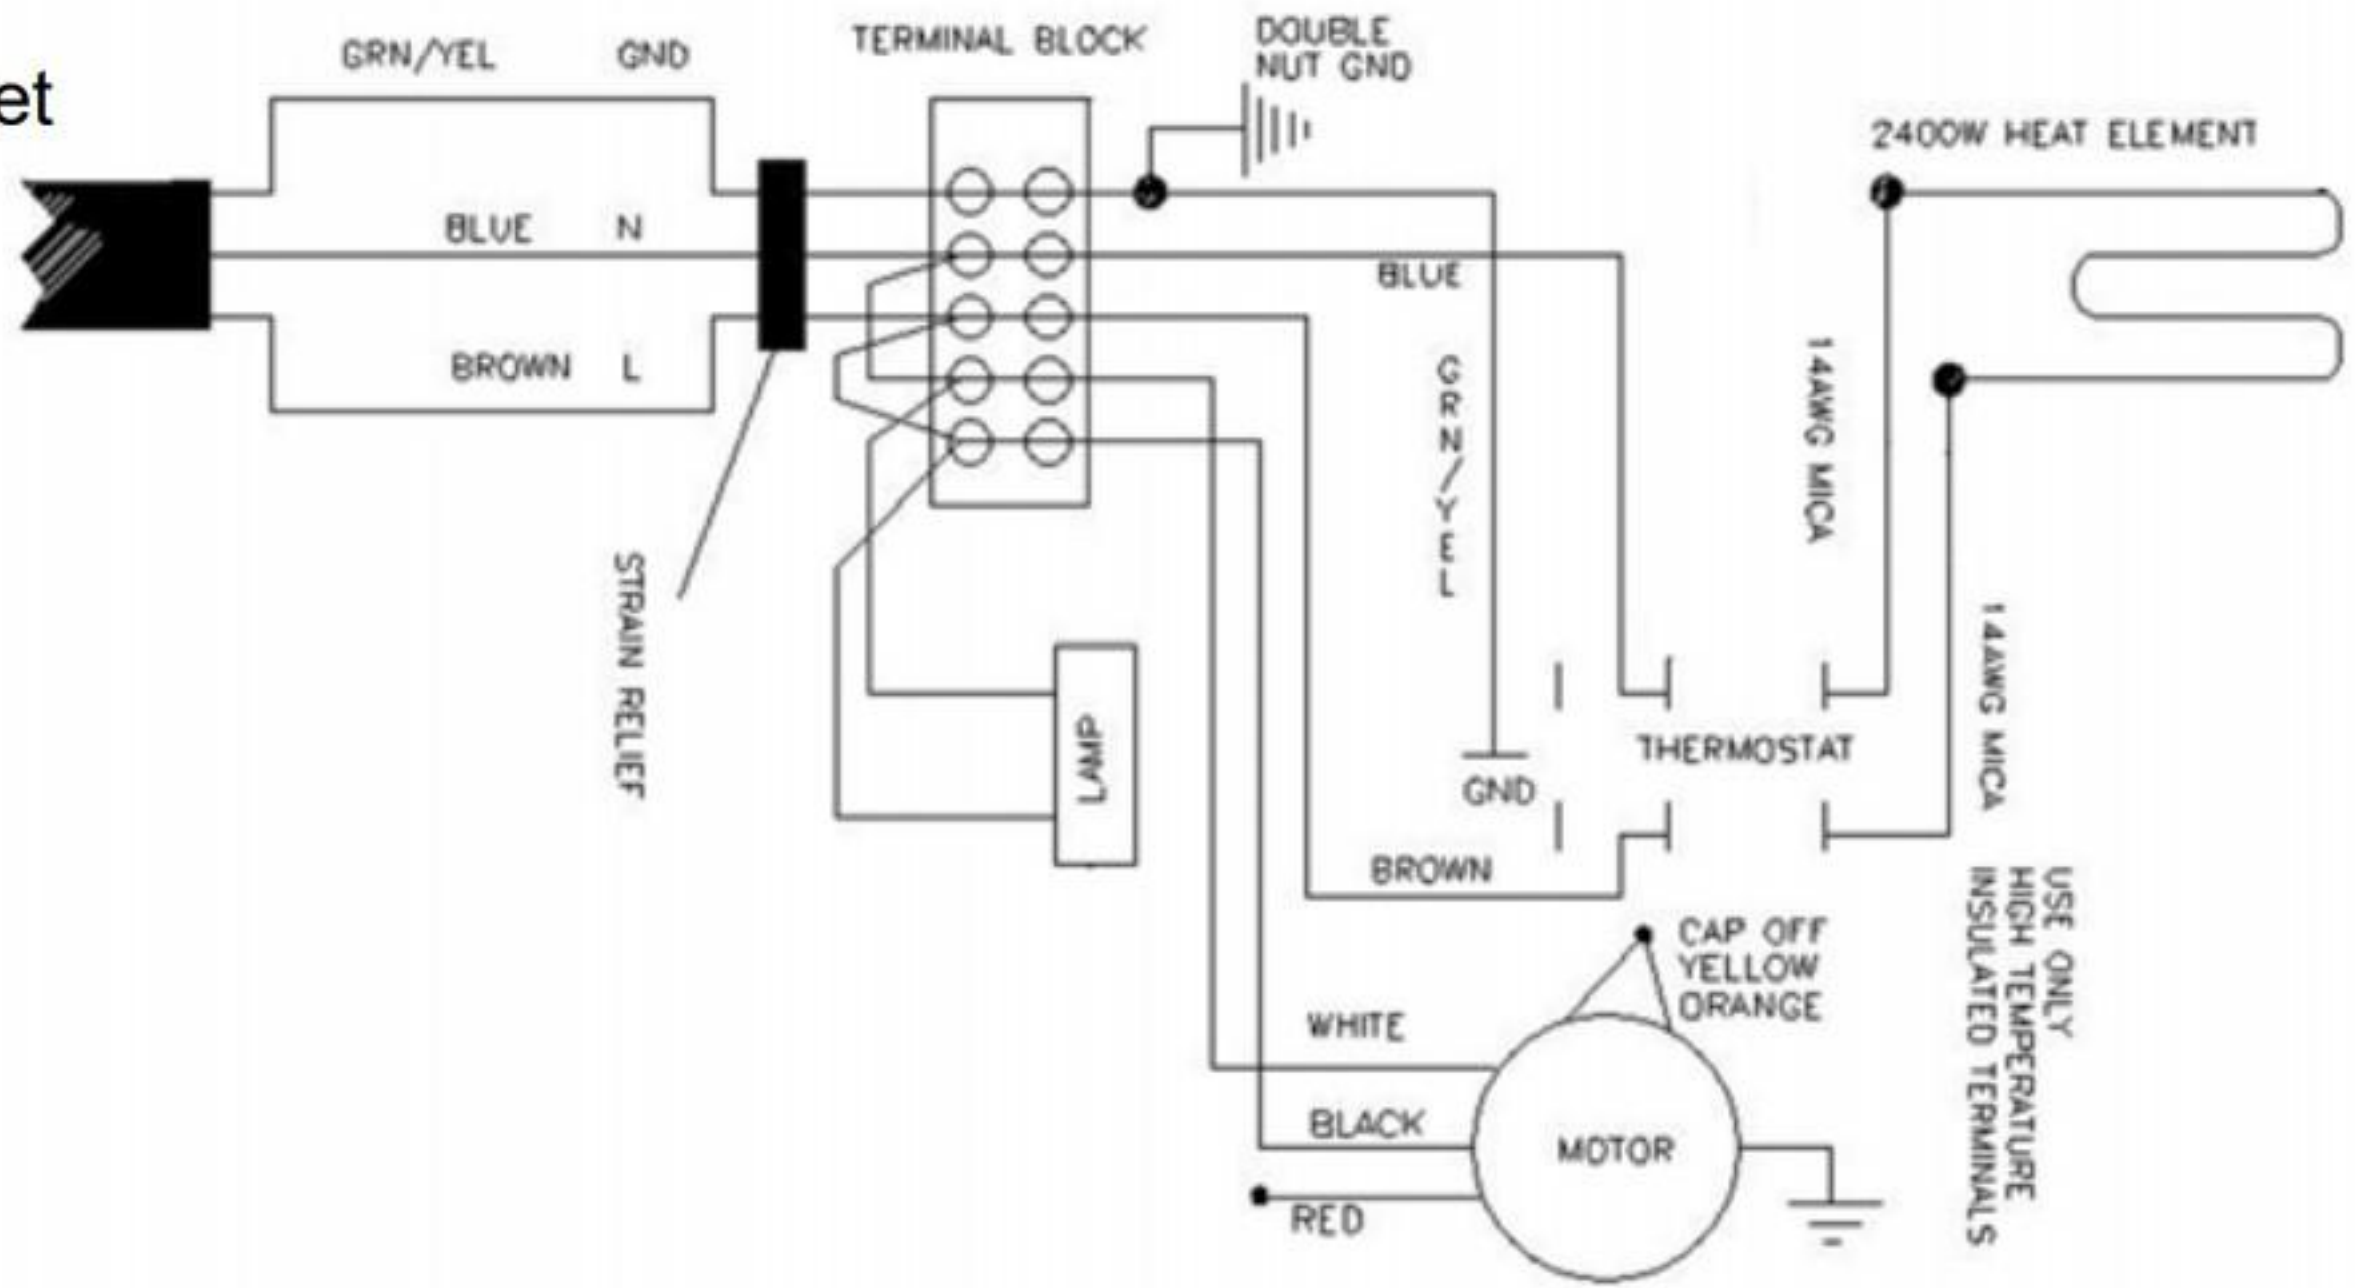 et
GRN/YEL GND
TERMINAL BLOCK
DOUBLE
NUT GND
2400W HEAT ELEMENT
BLUE N
BLUE
BROWN L
GRN/YEL
14AWG MICA
14AWG MICA
STRAIN RELIEF
LAMP
THERMOSTAT
GND
BROWN
USE ONLY
HIGH TEMPERATURE
INSULATED TERMINALS
CAP OFF
YELLOW
ORANGE
WHITE
BLACK
MOTOR
RED